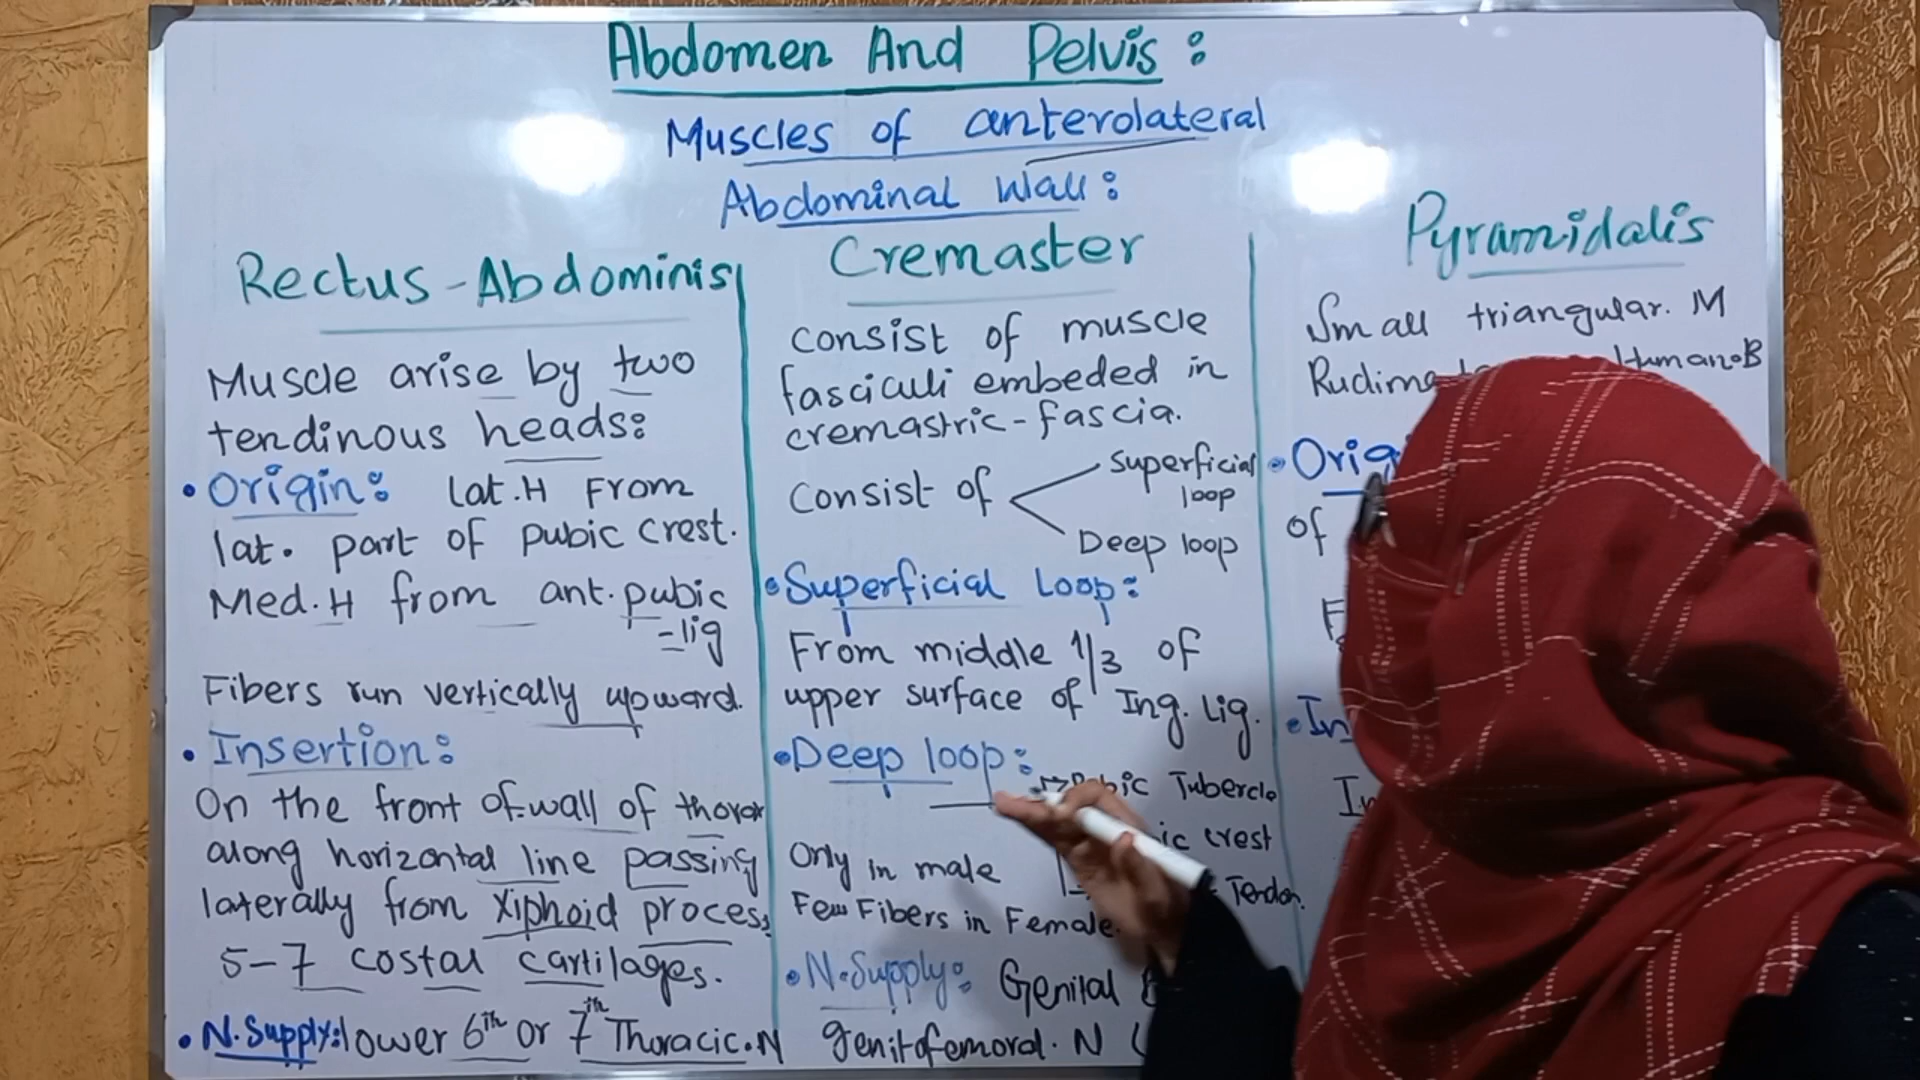 Abdomen And Pelvis:
Muscles of anterolateral
Abdominal Wall:
Rectus-Abdominis
Muscle arise by two
tendinous heads:
• Origin: Lat.H From
lat. part of pubic crest.
Med.H from ant. pubic
-lig
Fibers run vertically upward.
• Insertion:
On the front of-wall of thorax
along horizontal line passing
laterally from Xiphoid process
5-7 costal cartilages.
• N.Supply: lower 6th or 7th Thoracic.N
Cremaster
consist of muscle
fasciculi embeded in
cremastric-fascia.
Consist of
Superficial
loop
Deep loop
• Superficial Loop:
From middle 1/3 of
upper surface of Ing. Lig.
• Deep loop:
Tubercle
crest
Tendon.
Only in male
Few Fibers in Female.
• N.Supply: Genital
genitofemoral. N
Pyramidalis
Small triangular. M
Human.B
of